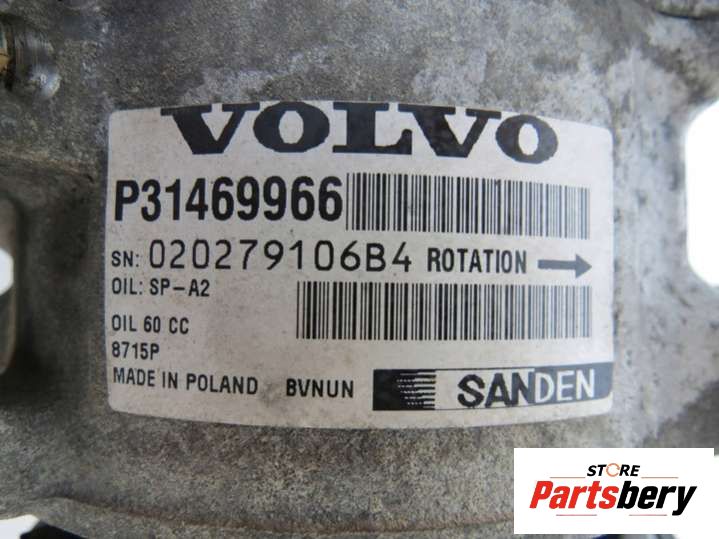 VOLVO
P31469966
SN: 020279106B4 ROTATION →
OIL: SP-A2
OIL 60 CC
8715P
MADE IN POLAND BVNUN SANDEN
STORE
Partsbery